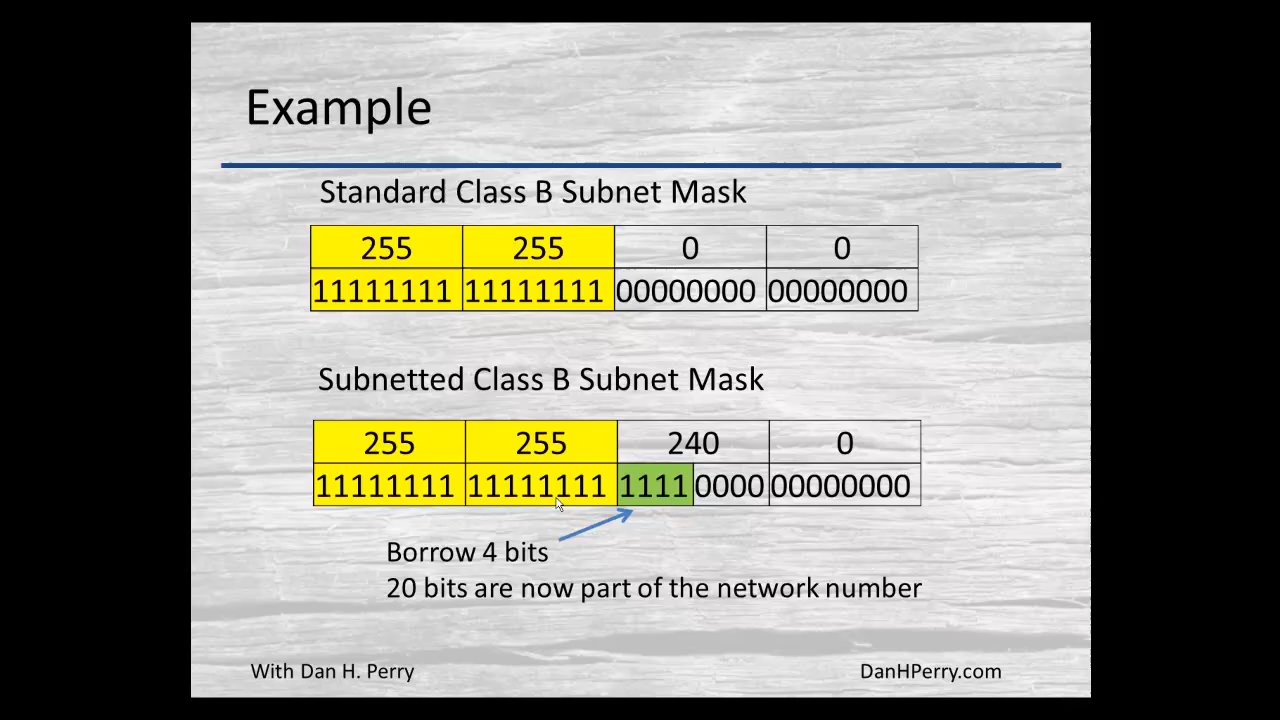 Example
Standard Class B Subnet Mask
255 255 0 0
11111111 11111111 00000000 00000000
Subnetted Class B Subnet Mask
255 255 240 0
11111111 11111111 11110000 00000000
Borrow 4 bits
20 bits are now part of the network number
With Dan H. Perry DanHPerry.com